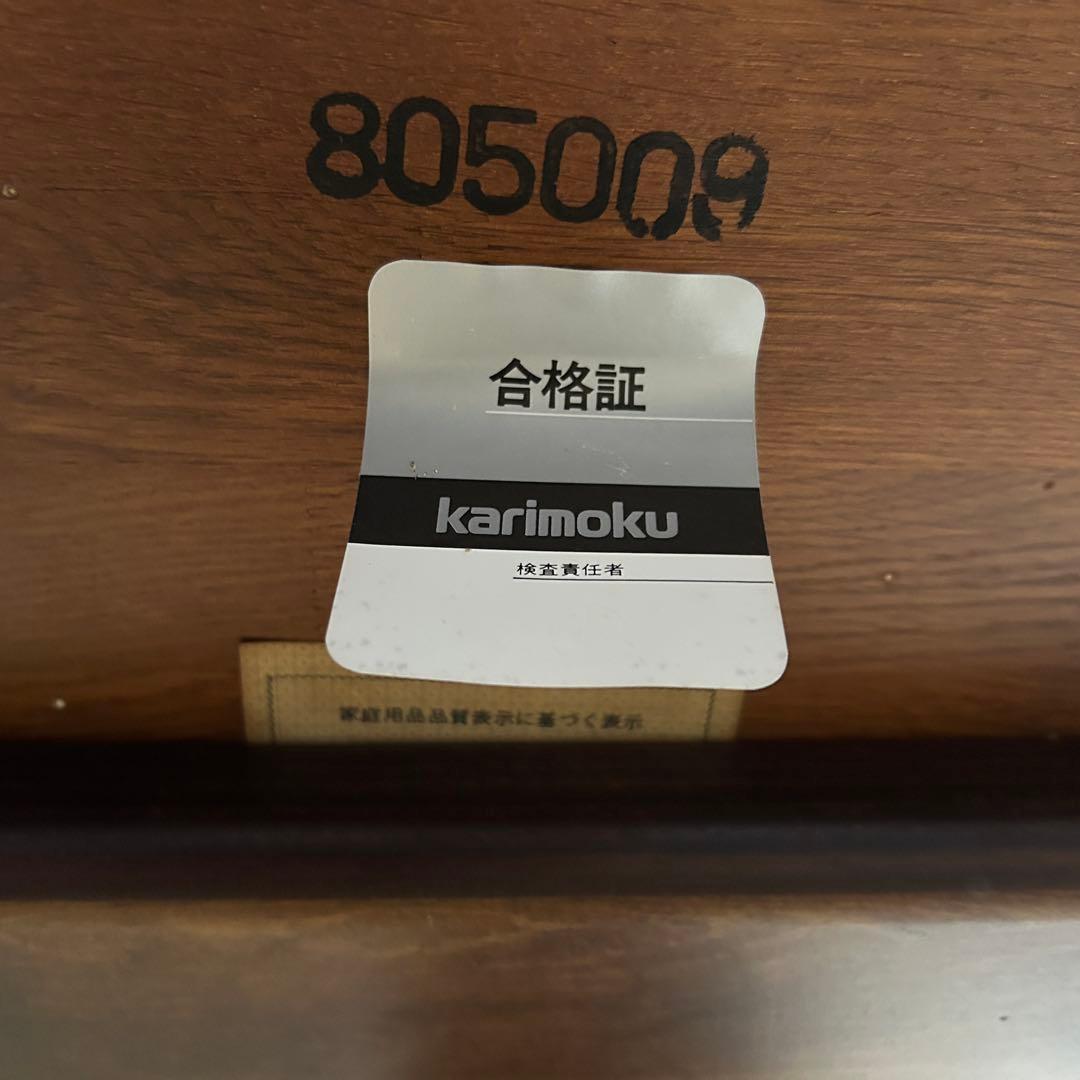 805009
合格証
karimoku
検査責任者
家庭用品品質表示に基づく表示